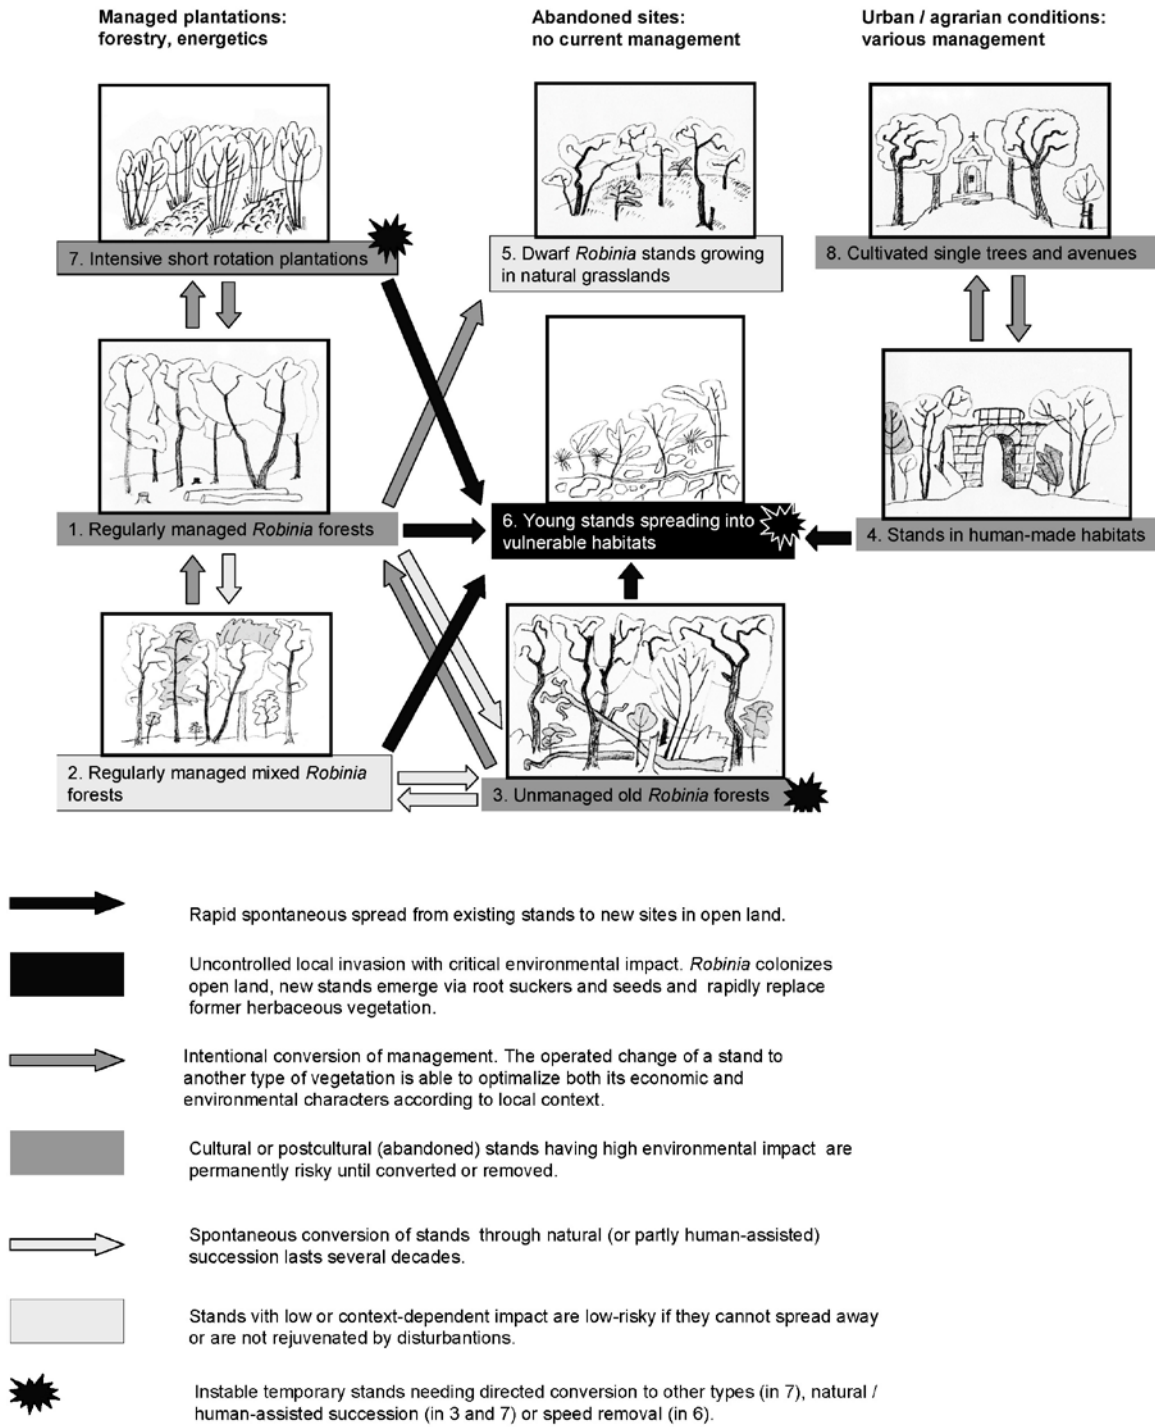 Managed plantations:
forestry, energetics
Abandoned sites:
no current management
Urban / agrarian conditions:
various management
7. Intensive short rotation plantations
5. Dwarf Robinia stands growing
in natural grasslands
8. Cultivated single trees and avenues
1. Regularly managed Robinia forests
6. Young stands spreading into
vulnerable habitats
4. Stands in human-made habitats
2. Regularly managed mixed Robinia
forests
3. Unmanaged old Robinia forests
Rapid spontaneous spread from existing stands to new sites in open land.
Uncontrolled local invasion with critical environmental impact. Robinia colonizes
open land, new stands emerge via root suckers and seeds and rapidly replace
former herbaceous vegetation.
Intentional conversion of management. The operated change of a stand to
another type of vegetation is able to optimalize both its economic and
environmental characters according to local context.
Cultural or postcultural (abandoned) stands having high environmental impact are
permanently risky until converted or removed.
Spontaneous conversion of stands through natural (or partly human-assisted)
succession lasts several decades.
Stands vith low or context-dependent impact are low-risky if they cannot spread away
or are not rejuvenated by disturbantions.
Instable temporary stands needing directed conversion to other types (in 7), natural /
human-assisted succession (in 3 and 7) or speed removal (in 6).